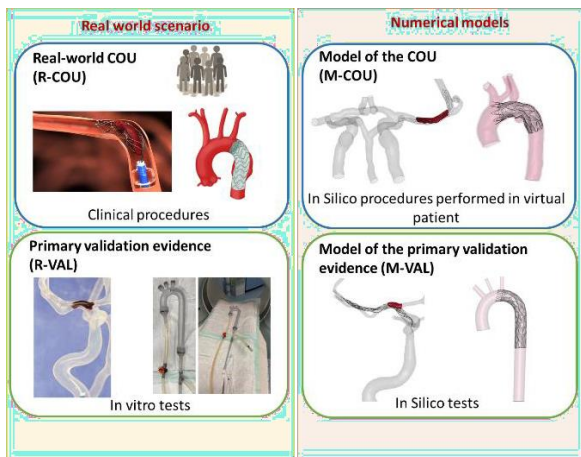 Real world scenario
Real-world COU
(R-COU)
Clinical procedures
Primary validation evidence
(R-VAL)
In vitro tests
Numerical models
Model of the COU
(M-COU)
In Silico procedures performed in virtual
patient
Model of the primary validation
evidence (M-VAL)
In Silico tests